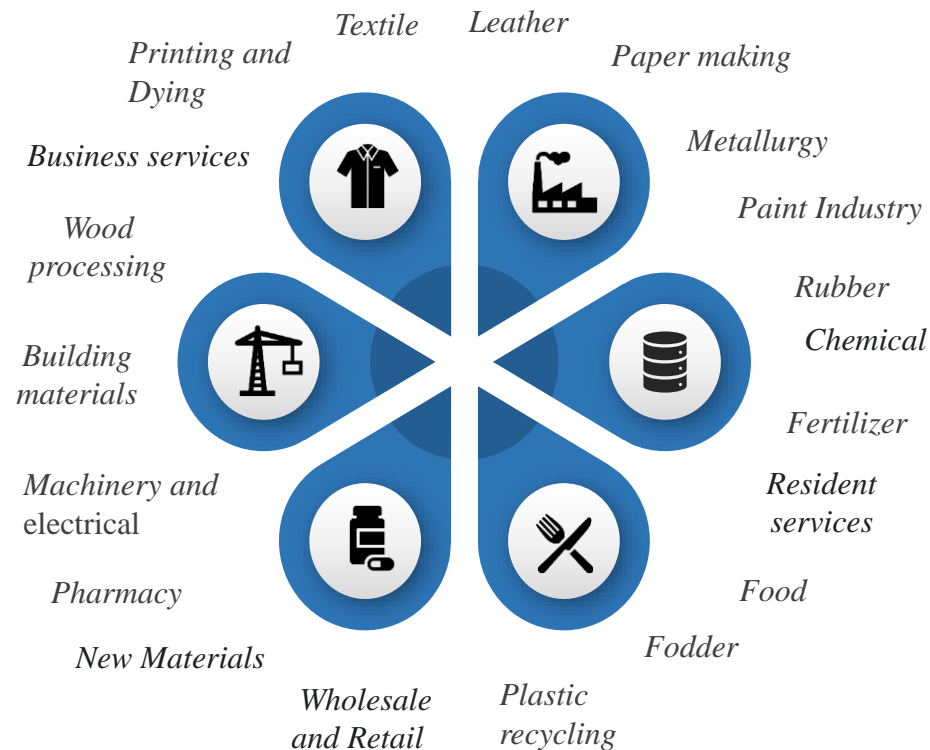 Textile
Leather
Printing and
Dying
Paper making
Business services
Metallurgy
Paint Industry
Wood
processing
Rubber
Chemical
Building
materials
Fertilizer
Machinery and
electrical
Resident
services
Pharmacy
Food
New Materials
Fodder
Wholesale
and Retail
Plastic
recycling